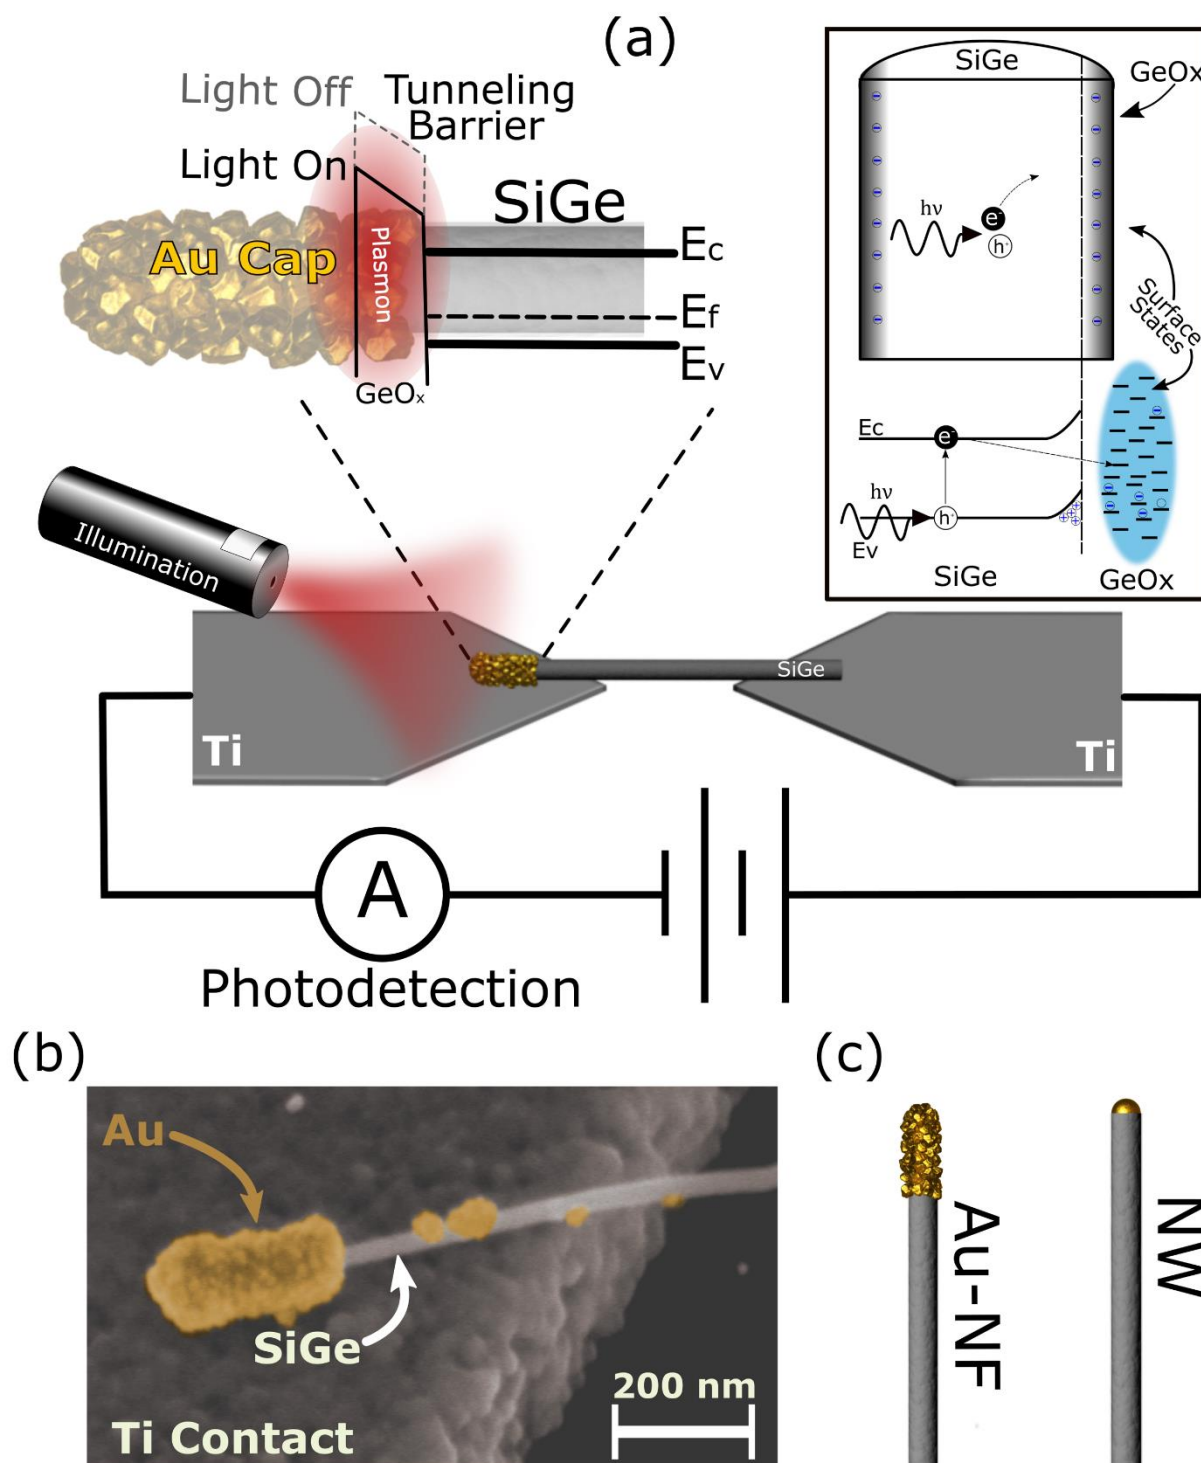 (a)
Light Off
Tunneling
Barrier
Light On
SiGe
Au Cap
Plasmon
Ec
Ef
Ev
GeOx
SiGe
GeOx
hν
e-
h+
Surface
States
Ec
e-
hν
h+
Ev
SiGe
GeOx
Illumination
SiGe
Ti
Ti
A
Photodetection
(b)
Au
SiGe
200 nm
Ti Contact
(c)
Au-NF
NW